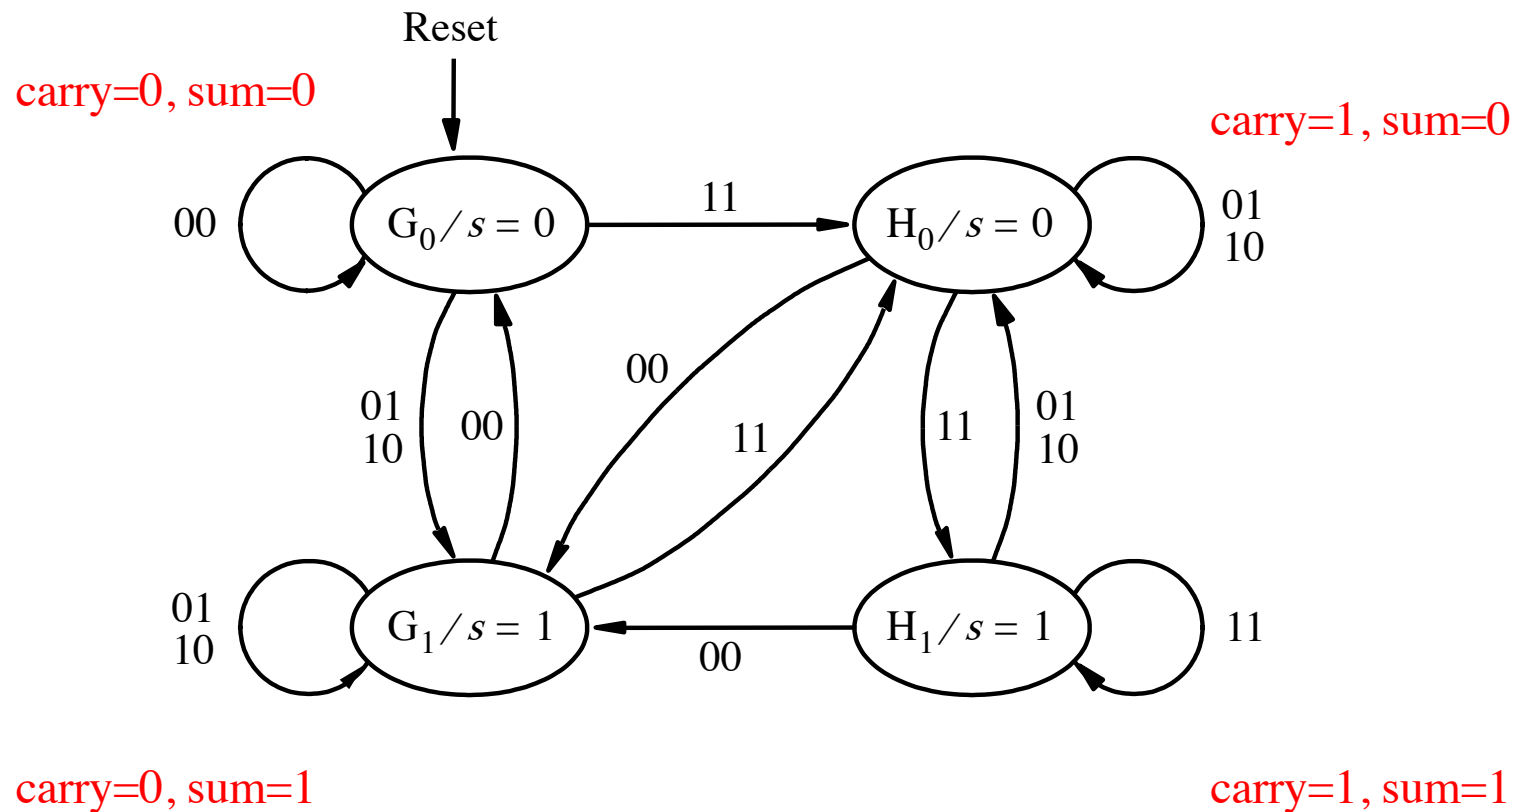 Reset
carry=0, sum=0
carry=1, sum=0
00
G0/s = 0
11
H0/s = 0
01
10
01
10
00
00
11
11
01
10
01
10
G1/s = 1
00
H1/s = 1
11
carry=0, sum=1
carry=1, sum=1